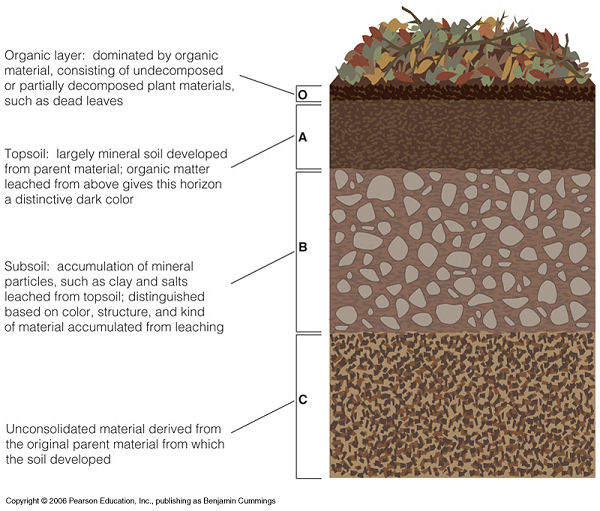 Organic layer: dominated by organic
material, consisting of undecomposed
or partially decomposed plant materials,
such as dead leaves
O
A
Topsoil: largely mineral soil developed
from parent material; organic matter
leached from above gives this horizon
a distinctive dark color
B
Subsoil: accumulation of mineral
particles, such as clay and salts
leached from topsoil; distinguished
based on color, structure, and kind
of material accumulated from leaching
C
Unconsolidated material derived from
the original parent material from which
the soil developed
Copyright © 2006 Pearson Education, Inc., publishing as Benjamin Cummings